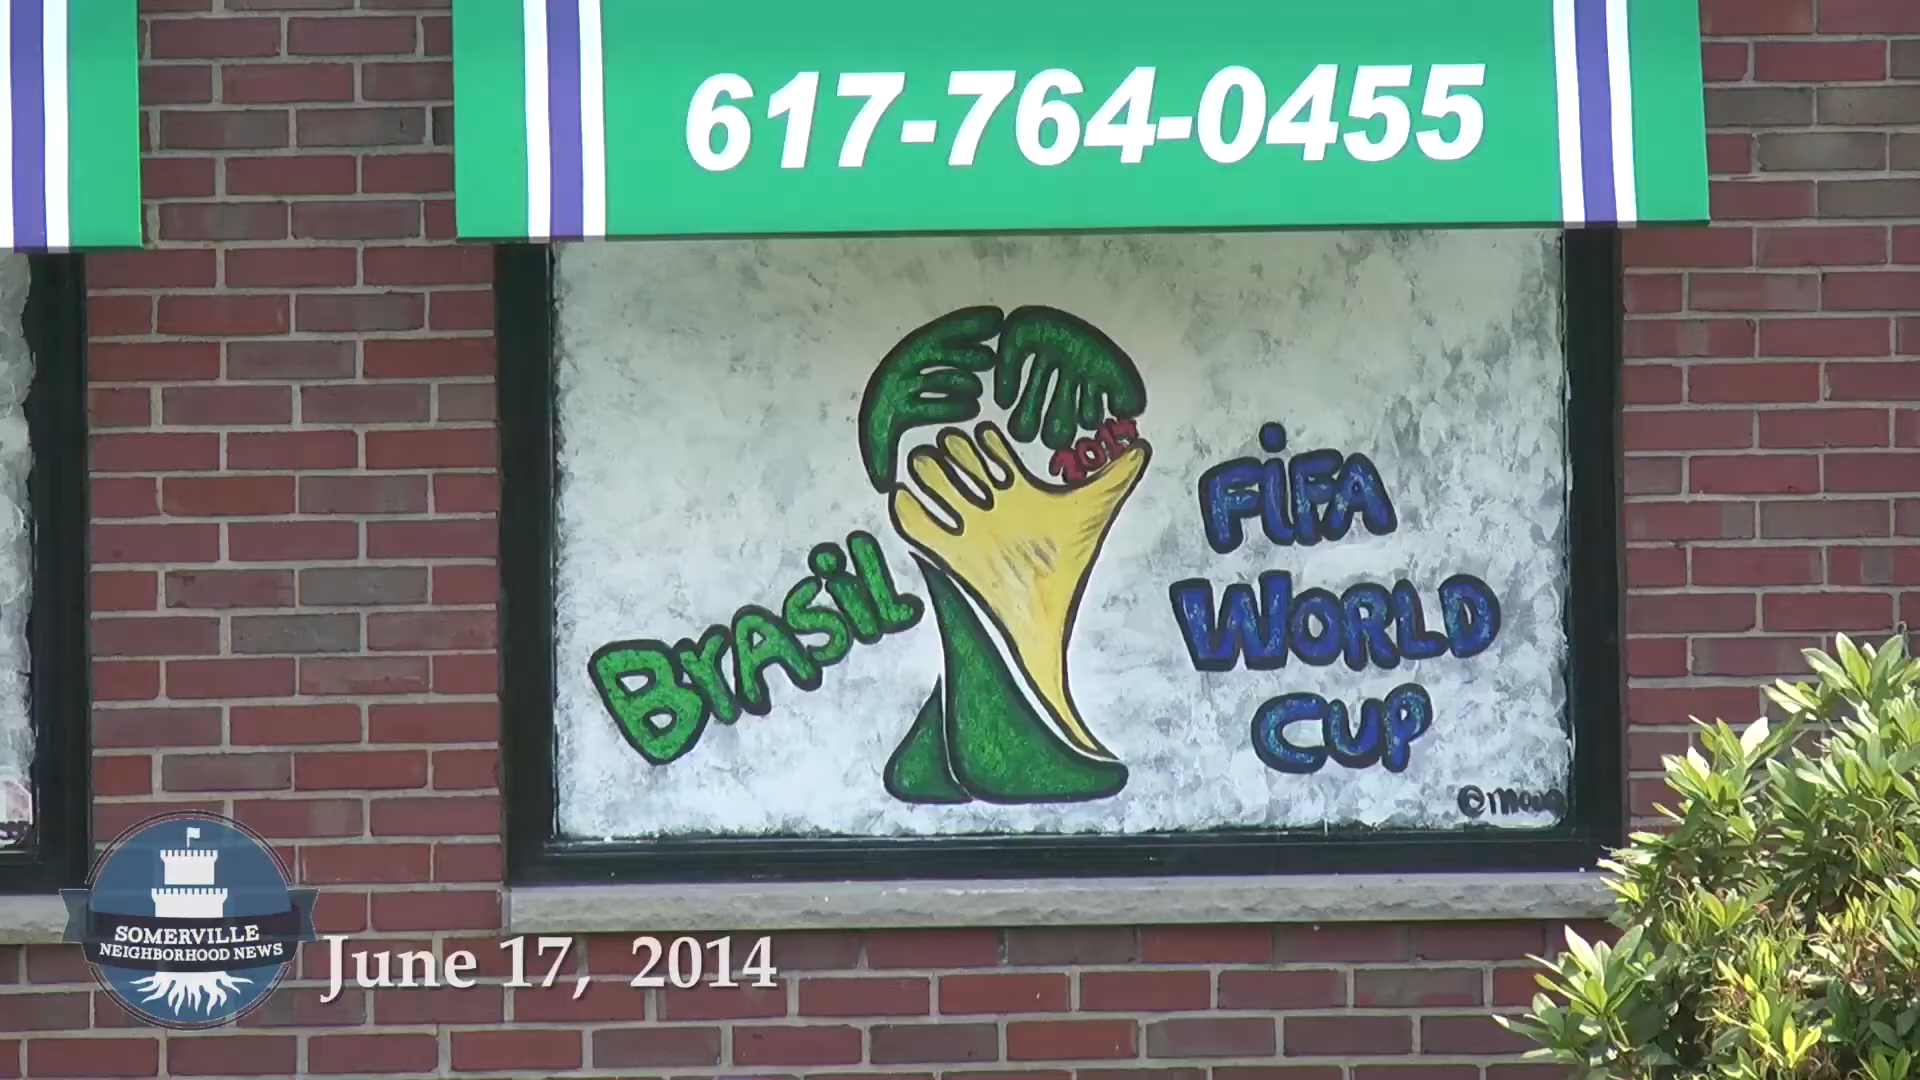 617-764-0455
2014
BrASiL
FiFA
WORLD
CUP
SOMERVILLE
NEIGHBORHOOD NEWS
June 17, 2014